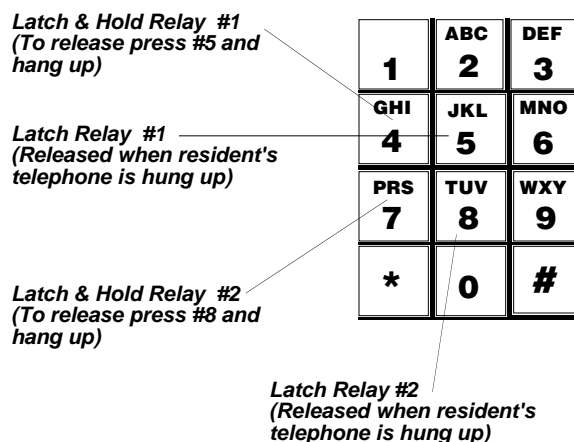 Latch & Hold Relay #1
(To release press #5 and
hang up)
Latch Relay #1
(Released when resident's
telephone is hung up)
Latch & Hold Relay #2
(To release press #8 and
hang up)
Latch Relay #2
(Released when resident's
telephone is hung up)
ABC DEF
1 2 3
GHI JKL MNO
4 5 6
PRS TUV WXY
7 8 9
* 0 #